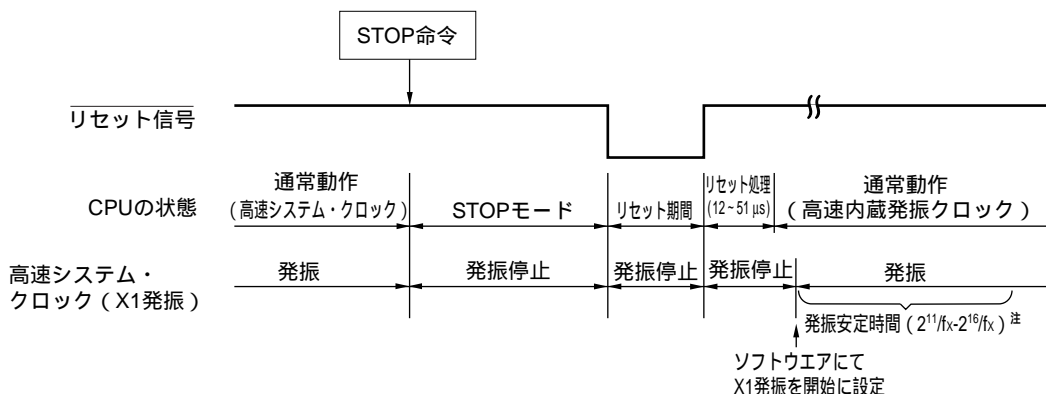 STOP命令
リセット信号
CPUの状態
通常動作
(高速システム・クロック)
STOPモード
リセット期間
リセット処理
(12~51 μs)
通常動作
(高速内蔵発振クロック)
高速システム・
クロック(X1発振)
発振
発振停止
発振停止
発振停止
発振
発振安定時間(2¹¹/fx-2¹⁶/fx)注
ソフトウエアにて
X1発振を開始に設定